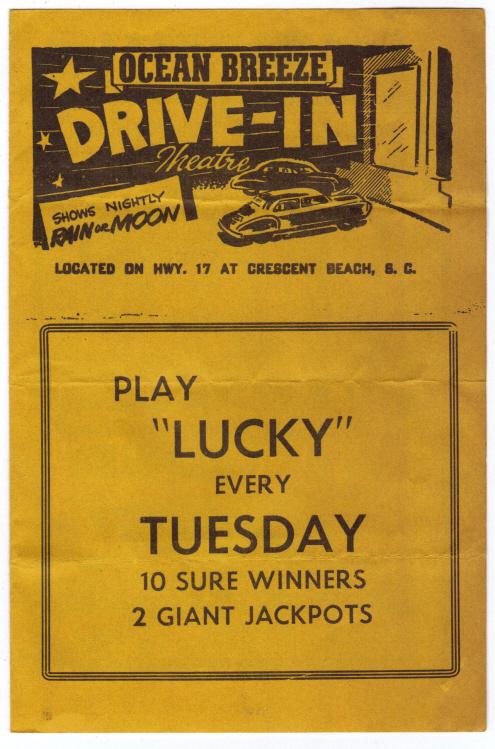 OCEAN BREEZE
DRIVE-IN
Theatre
SHOWS NIGHTLY
RAIN OR MOON
LOCATED ON HWY. 17 AT CRESCENT BEACH, S. C.
PLAY
"LUCKY"
EVERY
TUESDAY
10 SURE WINNERS
2 GIANT JACKPOTS